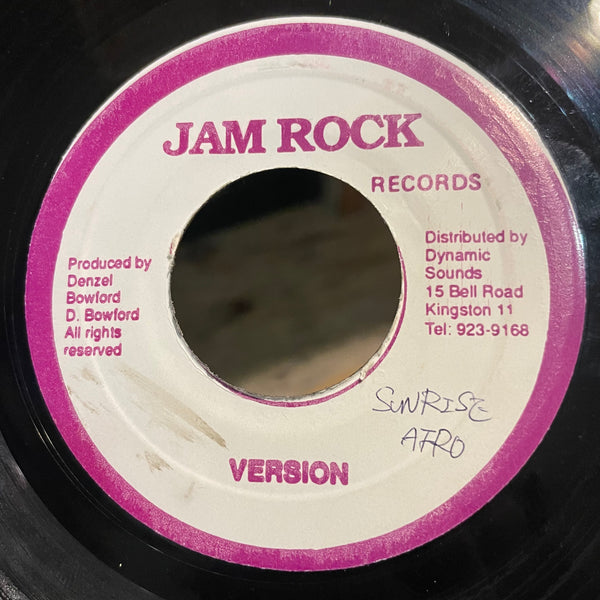 JAM ROCK
RECORDS
Produced by
Denzel
Bowford
D. Bowford
All rights
reserved
Distributed by
Dynamic
Sounds
15 Bell Road
Kingston 11
Tel: 923-9168
SUNRISE
AFRO
VERSION